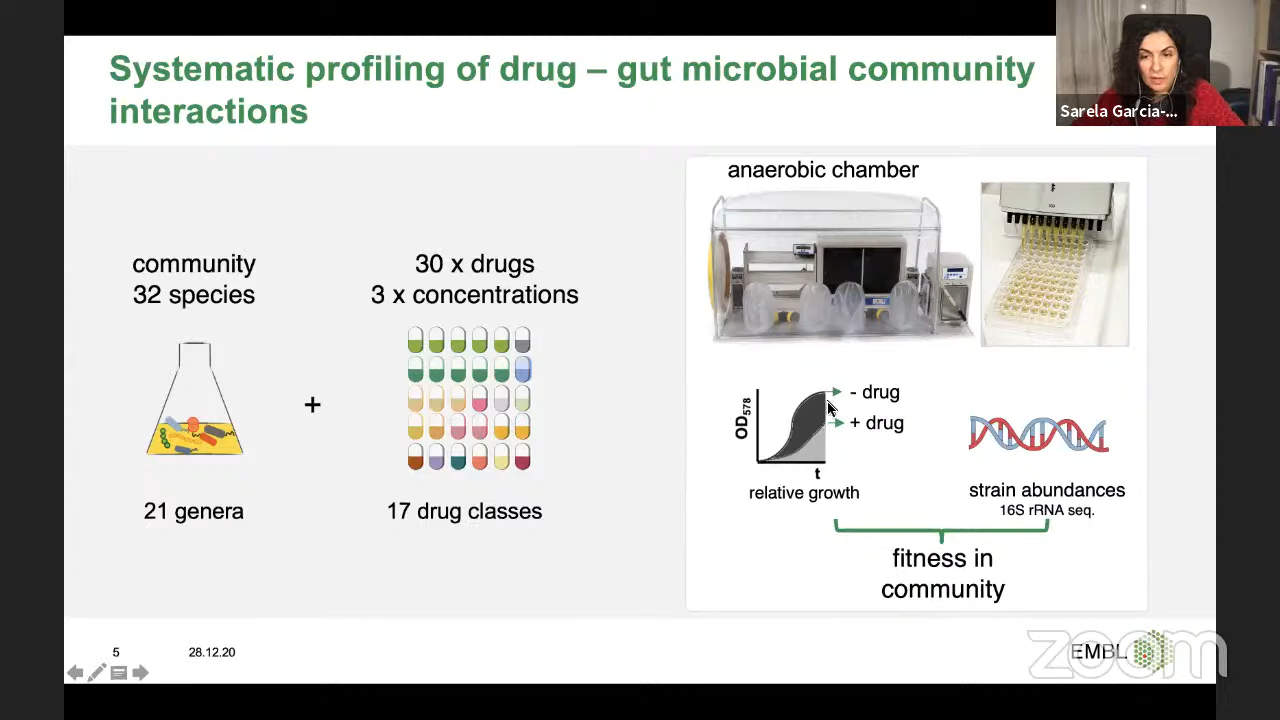 Systematic profiling of drug – gut microbial community
interactions
Sarela Garcia-...
community
32 species
30 x drugs
3 x concentrations
+
21 genera
17 drug classes
anaerobic chamber
OD578
- drug
+ drug
t
relative growth
strain abundances
16S rRNA seq.
fitness in
community
5
28.12.20
EMBL
zoom